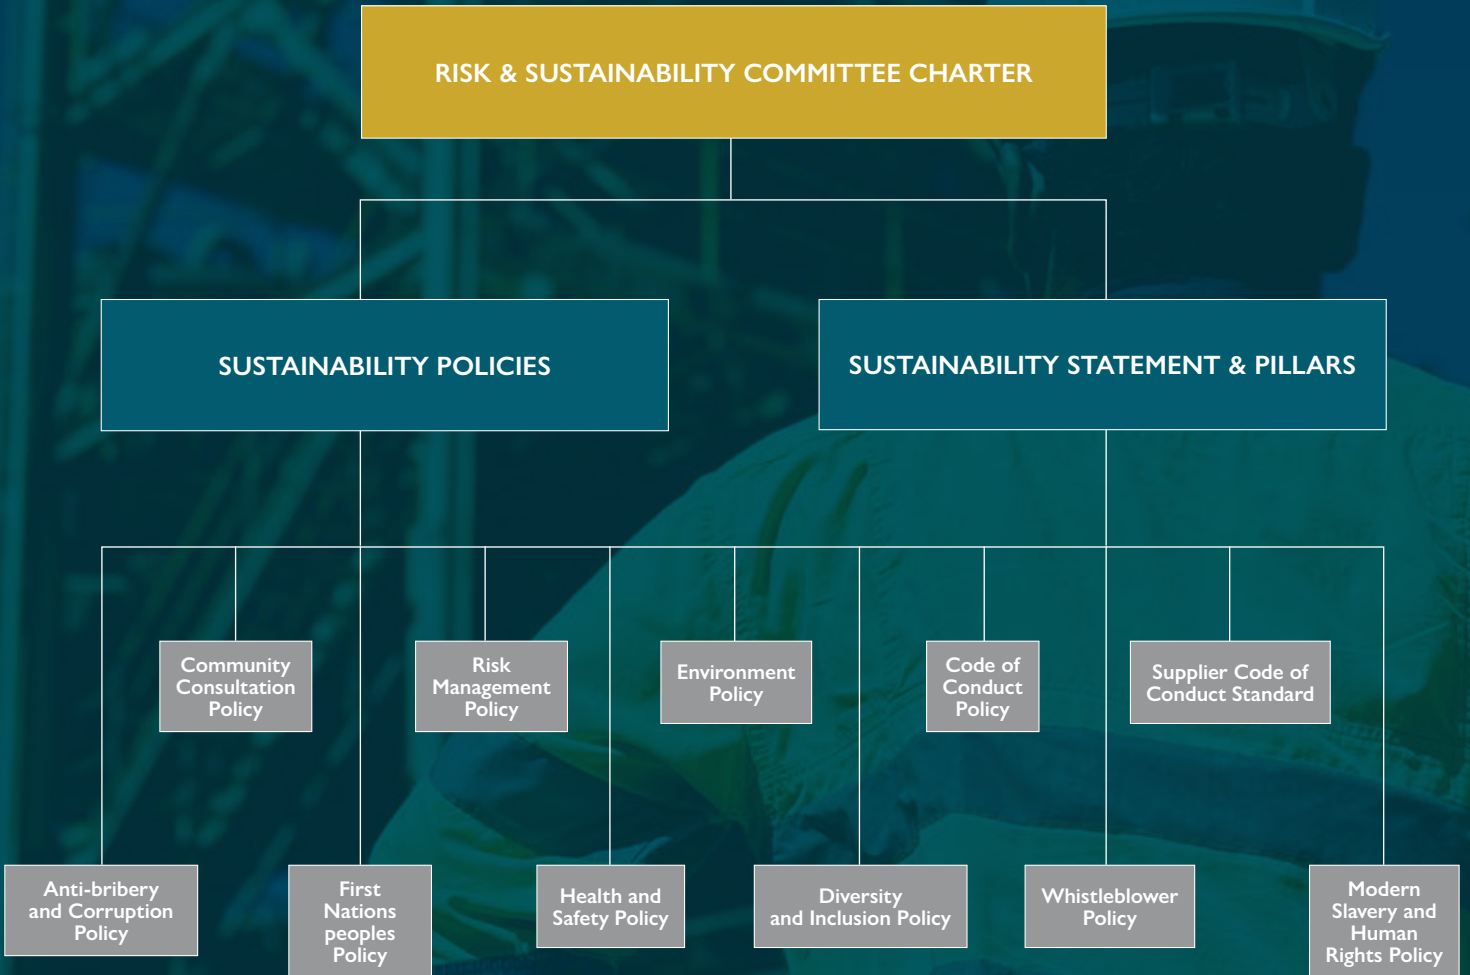 RISK & SUSTAINABILITY COMMITTEE CHARTER
SUSTAINABILITY POLICIES
SUSTAINABILITY STATEMENT & PILLARS
Community
Consultation
Policy
Risk
Management
Policy
Environment
Policy
Code of
Conduct
Policy
Supplier Code of
Conduct Standard
Anti-bribery
and Corruption
Policy
First
Nations
peoples
Policy
Health and
Safety Policy
Diversity
and Inclusion Policy
Whistleblower
Policy
Modern
Slavery and
Human
Rights Policy